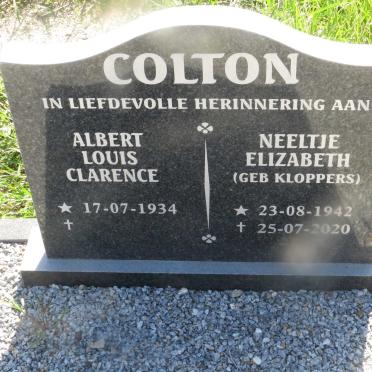 COLTON
IN LIEFDEVOLLE HERINNERING AAN
ALBERT
LOUIS
CLARENCE
★ 17-07-1934
✝
NEELTJE
ELIZABETH
(GEB KLOPPERS)
★ 23-08-1942
✝ 25-07-2020